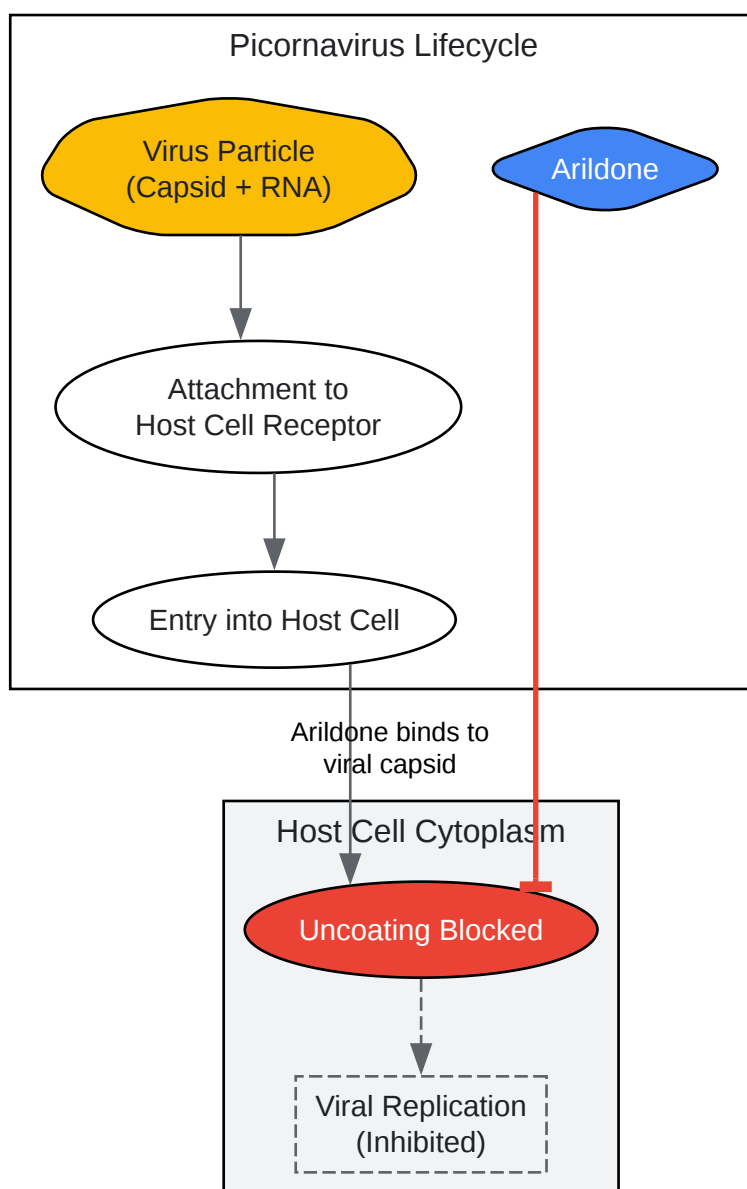 Picornavirus Lifecycle
Virus Particle
(Capsid + RNA)
Arildone
Attachment to
Host Cell Receptor
Entry into Host Cell
Arildone binds to
viral capsid
Host Cell Cytoplasm
Uncoating Blocked
Viral Replication
(Inhibited)